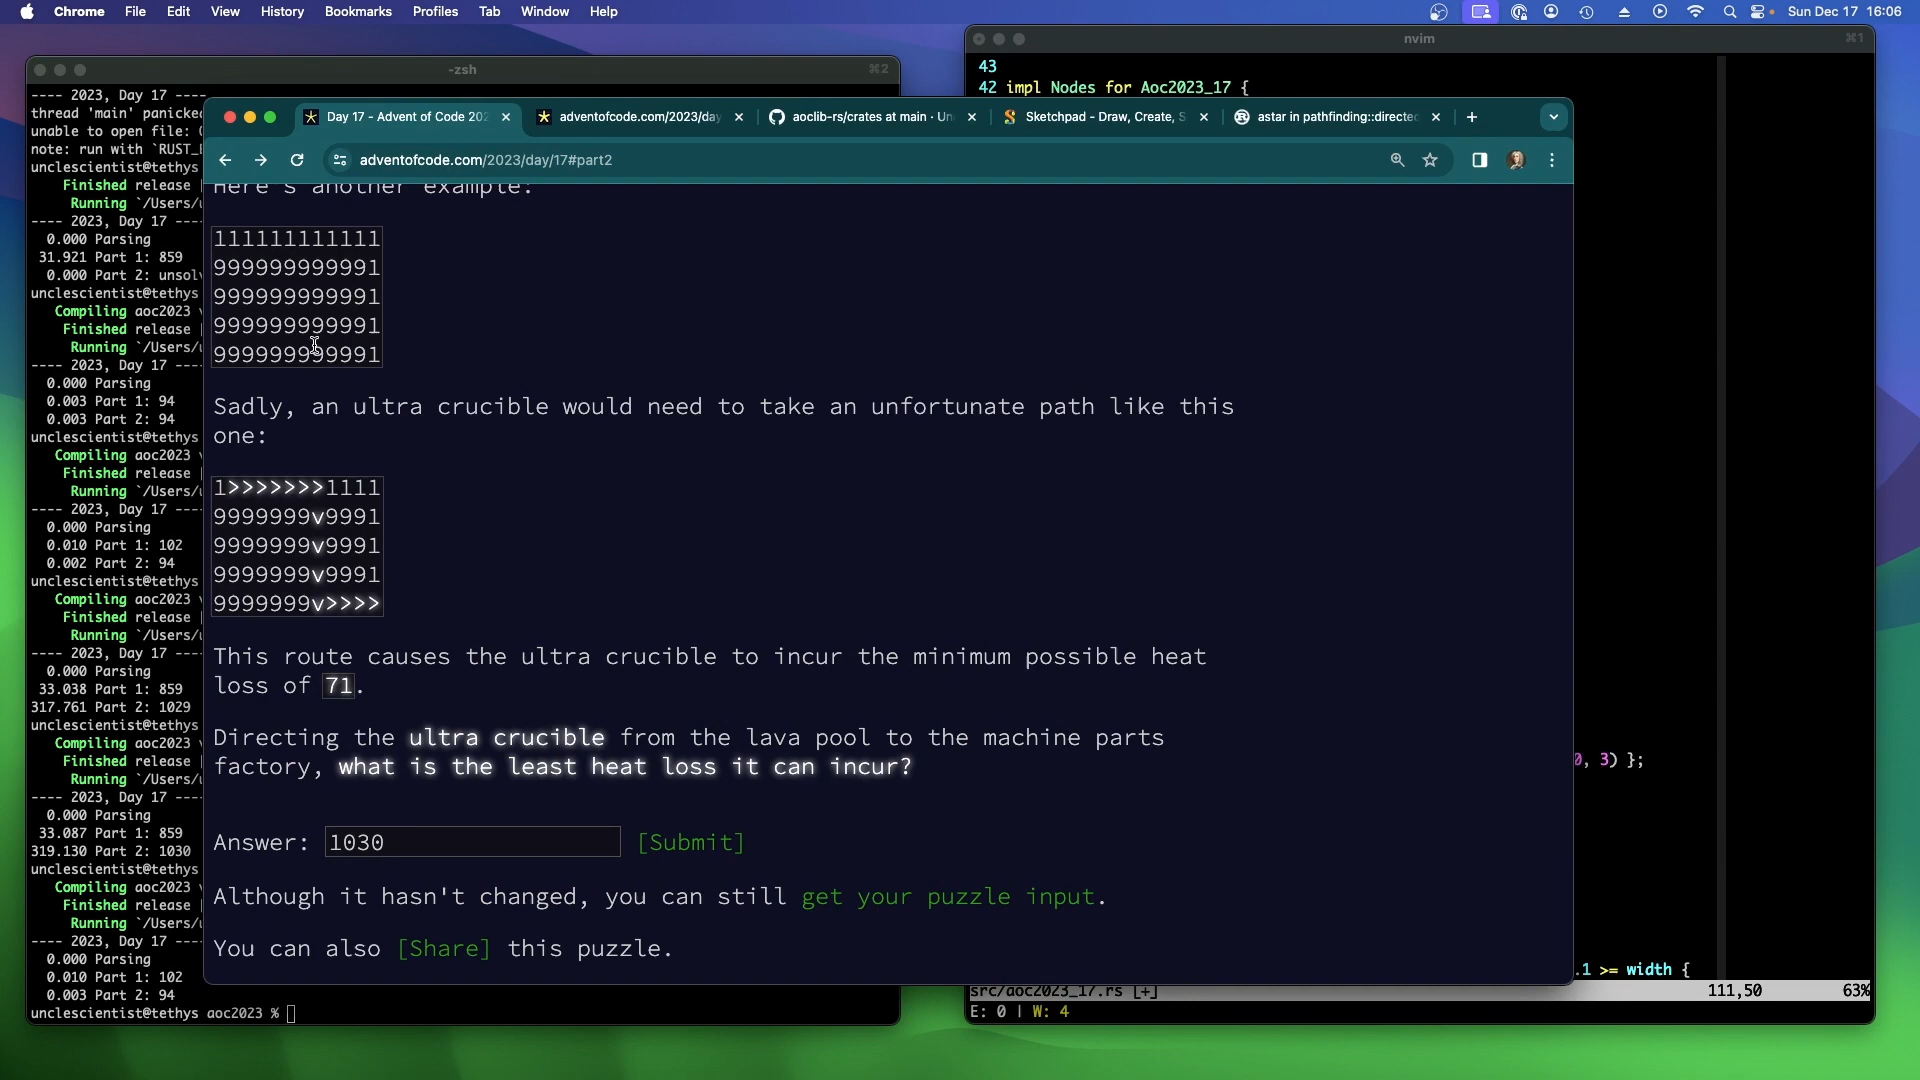 Chrome File Edit View History Bookmarks Profiles Tab Window Help Sun Dec 17 16:06
-zsh ⌘2
---- 2023, Day 17 ----
thread 'main' panicked
unable to open file:
note: run with `RUST_
unclescientist@tethys
Finished release
Running `/Users/
---- 2023, Day 17 ----
0.000 Parsing
31.921 Part 1: 859
0.000 Part 2: unsolv
unclescientist@tethys
Compiling aoc2023
Finished release
Running `/Users/
---- 2023, Day 17 ----
0.000 Parsing
0.003 Part 1: 94
0.003 Part 2: 94
unclescientist@tethys
Compiling aoc2023
Finished release
Running `/Users/
---- 2023, Day 17 ----
0.000 Parsing
0.010 Part 1: 102
0.002 Part 2: 94
unclescientist@tethys
Compiling aoc2023
Finished release
Running `/Users/
---- 2023, Day 17 ----
0.000 Parsing
33.038 Part 1: 859
317.761 Part 2: 1029
unclescientist@tethys
Compiling aoc2023
Finished release
Running `/Users/
---- 2023, Day 17 ----
0.000 Parsing
33.087 Part 1: 859
319.130 Part 2: 1030
unclescientist@tethys
Compiling aoc2023
Finished release
Running `/Users/
---- 2023, Day 17 ----
0.000 Parsing
0.010 Part 1: 102
0.003 Part 2: 94
unclescientist@tethys aoc2023 %
Day 17 - Advent of Code 202 adventofcode.com/2023/day aoclib-rs/crates at main · Un Sketchpad - Draw, Create, S astar in pathfinding::directed
adventofcode.com/2023/day/17#part2
Here's another example:
111111111111
999999999991
999999999991
999999999991
999999999991
Sadly, an ultra crucible would need to take an unfortunate path like this
one:
1>>>>>>>1111
9999999v9991
9999999v9991
9999999v9991
9999999v>>>>
This route causes the ultra crucible to incur the minimum possible heat
loss of 71.
Directing the ultra crucible from the lava pool to the machine parts
factory, what is the least heat loss it can incur?
Answer: 1030 [Submit]
Although it hasn't changed, you can still get your puzzle input.
You can also [Share] this puzzle.
nvim ⌘1
43
42 impl Nodes for Aoc2023_17 {
0, 3) };
.1 >= width {
src/aoc2023_17.rs [+] 111,50 63%
E: 0 | W: 4